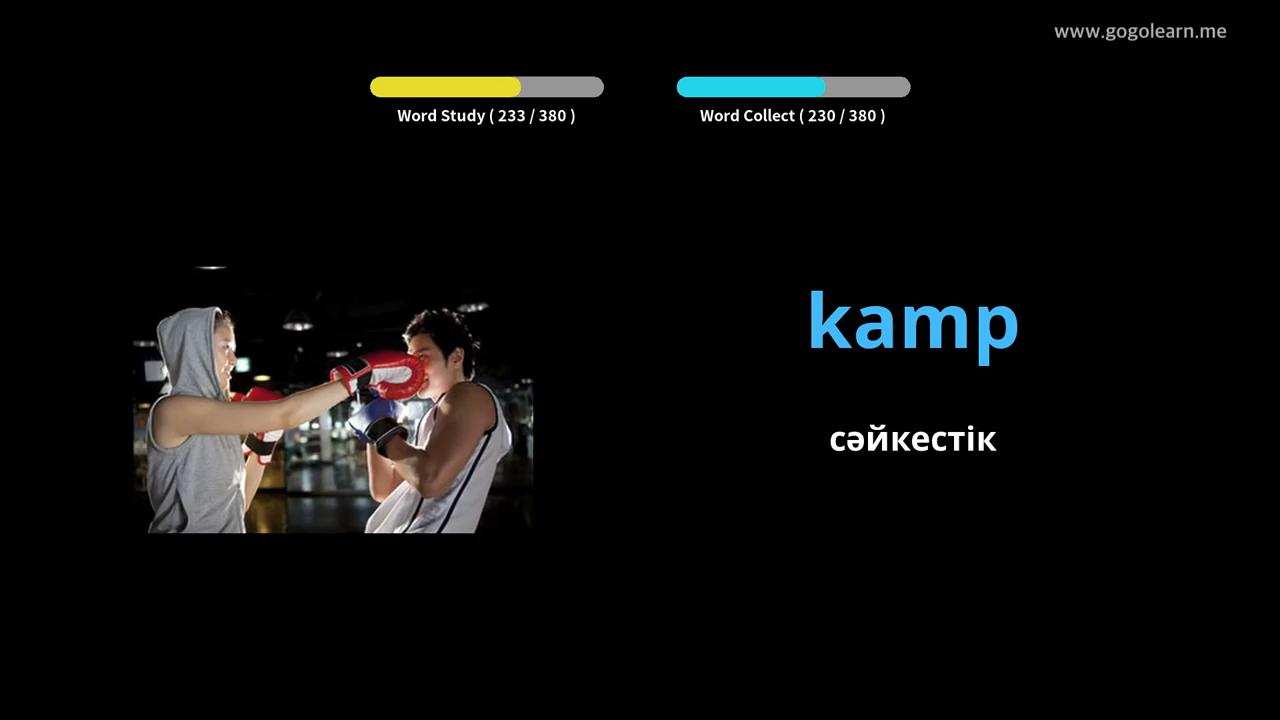 www.gogolearn.me
Word Study ( 233 / 380 )
Word Collect ( 230 / 380 )
kamp
сәйкестік